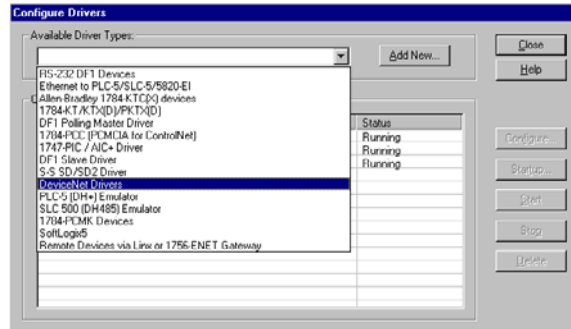 Configure Drivers
Available Driver Types:
Add New...
Close
Help
RS-232 DF1 Devices
Ethernet to PLC-5/SLC-5/5820-EI
Allen-Bradley 1784-KTC(X) devices
1784-KT/KTX(D)/PKTX(D)
DF1 Polling Master Driver
1784-PCC (PCMCIA for ControlNet)
1747-PIC / AIC+ Driver
DF1 Slave Driver
S-S SD/SD2 Driver
DeviceNet Drivers
PLC-5 (DH+) Emulator
SLC 500 (DH485) Emulator
1784-PCMK Devices
SoftLogix5
Remote Devices via Linx or 1756-ENET Gateway
Status
Running
Running
Running
Configure...
Startup...
Start
Stop
Delete